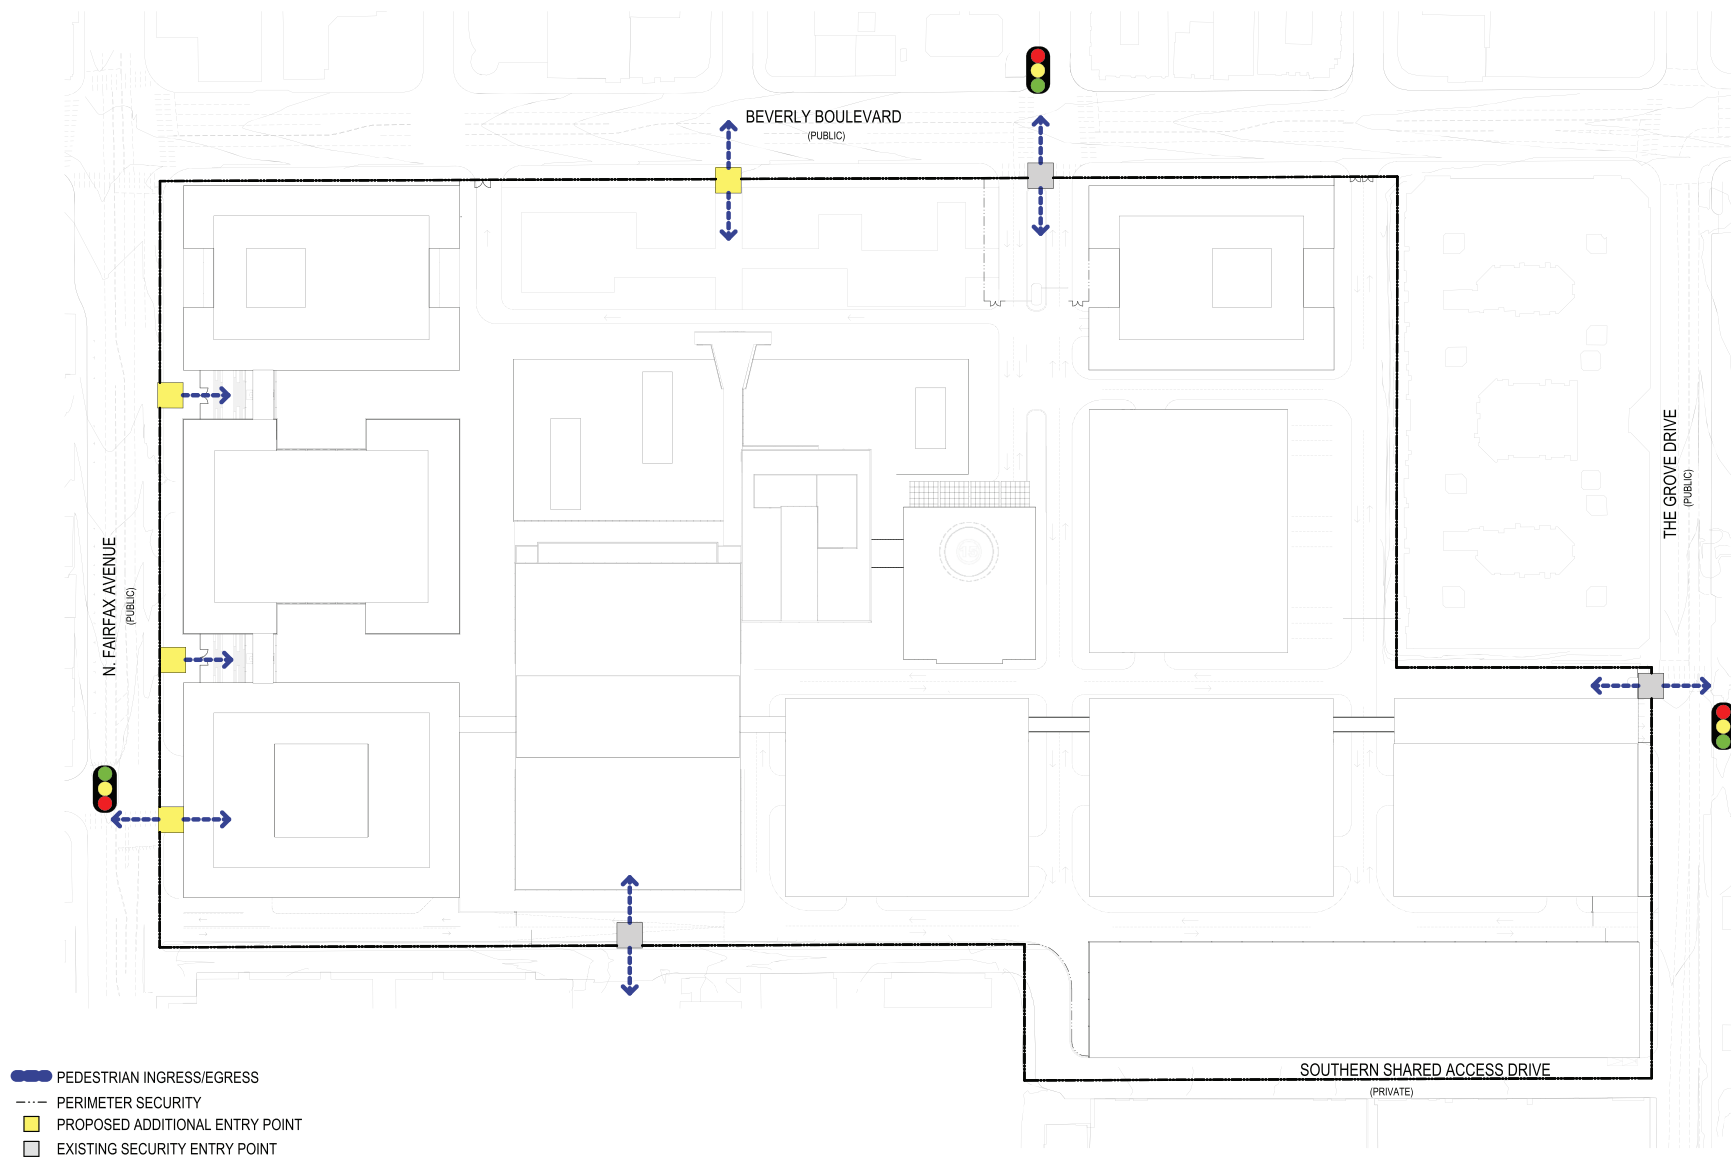 BEVERLY BOULEVARD
(PUBLIC)
N. FAIRFAX AVENUE
(PUBLIC)
THE GROVE DRIVE
(PUBLIC)
SOUTHERN SHARED ACCESS DRIVE
(PRIVATE)
PEDESTRIAN INGRESS/EGRESS
PERIMETER SECURITY
PROPOSED ADDITIONAL ENTRY POINT
EXISTING SECURITY ENTRY POINT